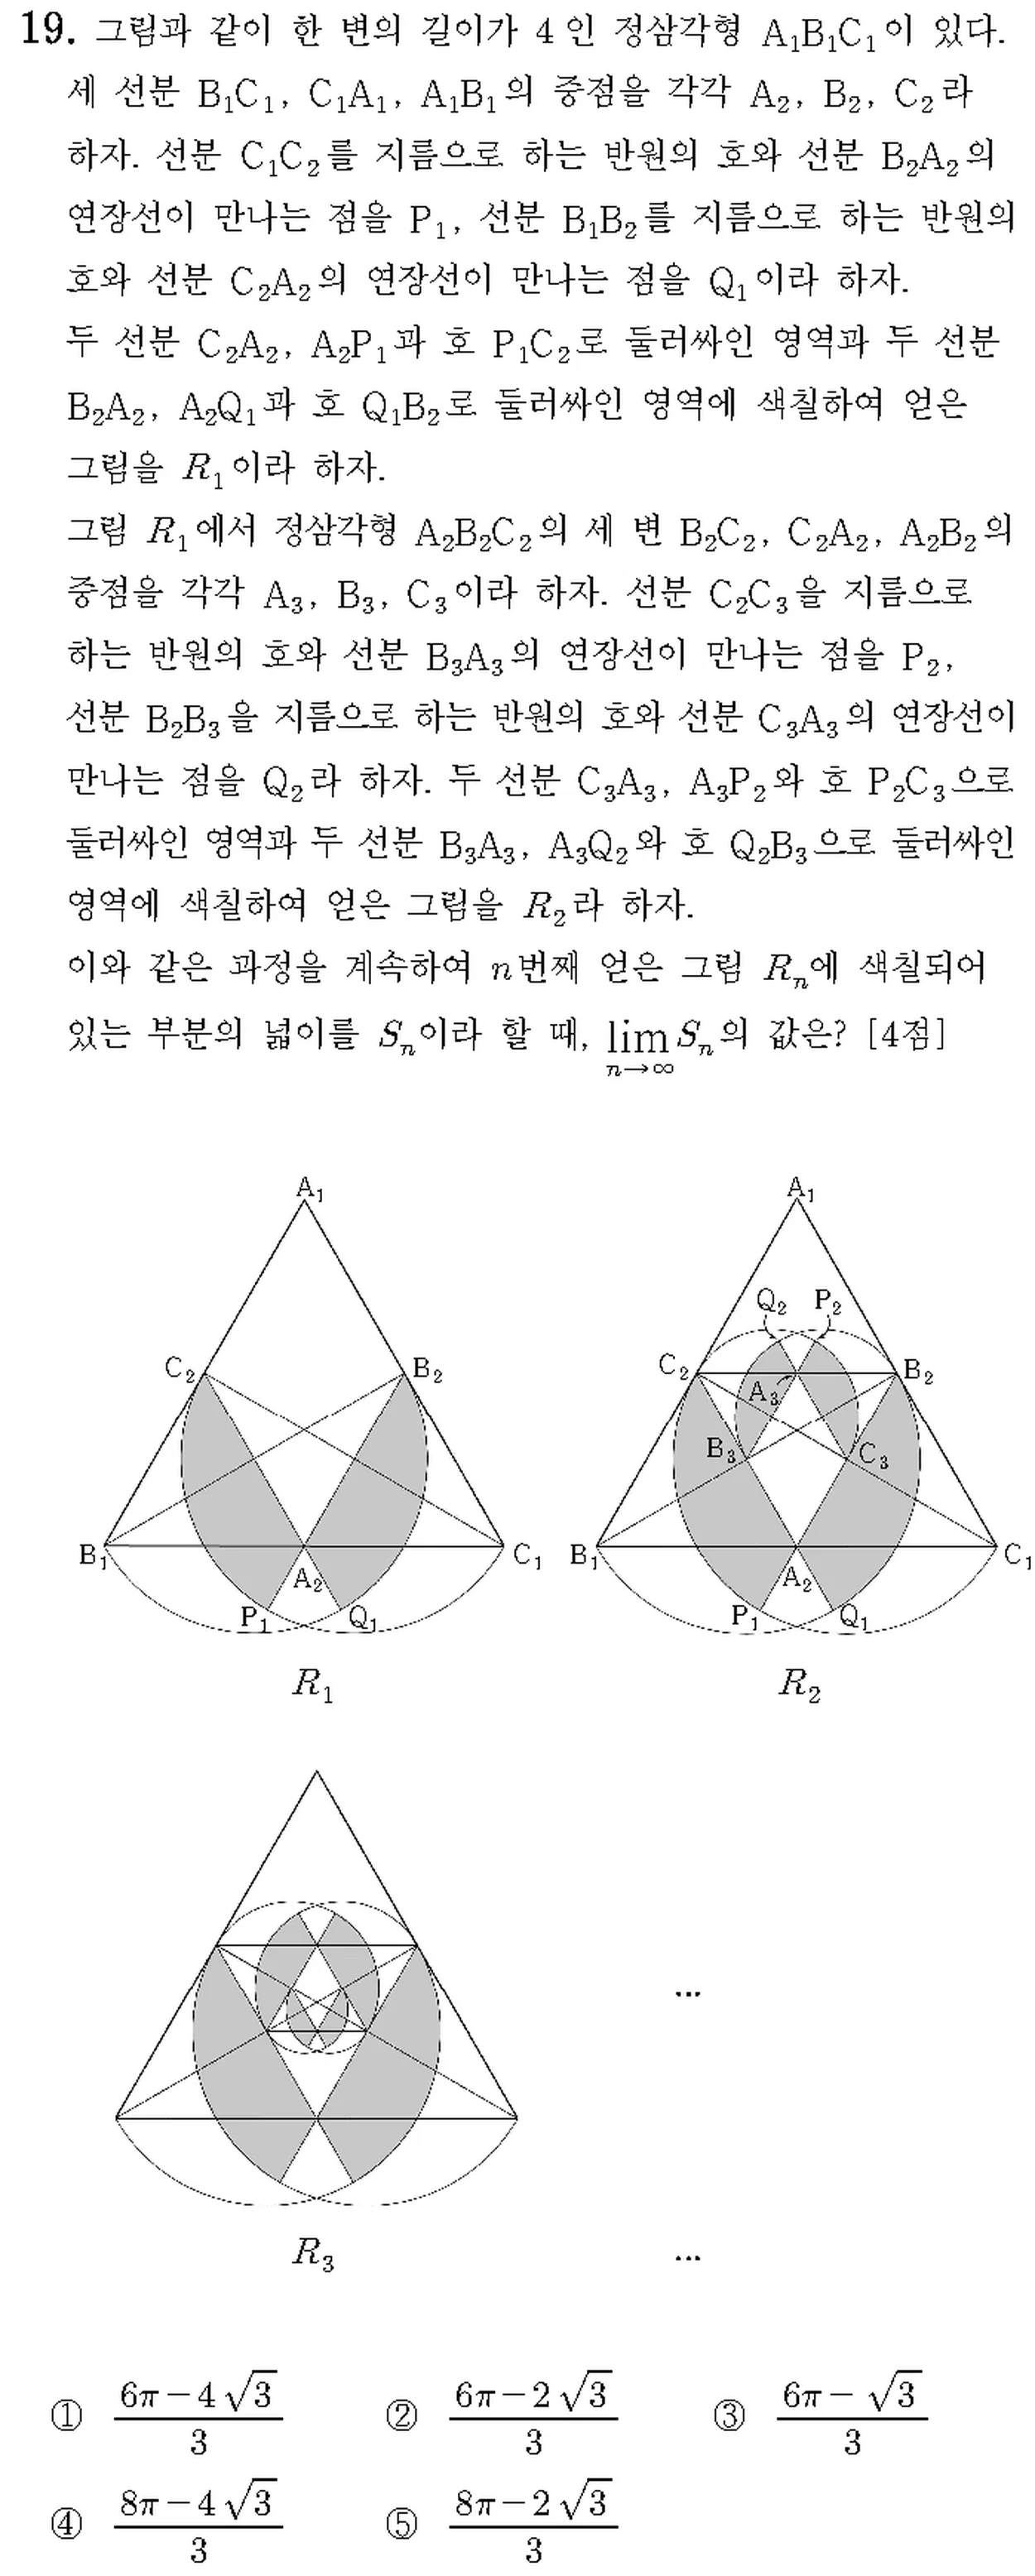 19. 그림과 같이 한 변의 길이가 4인 정삼각형 A₁B₁C₁이 있다.
세 선분 B₁C₁, C₁A₁, A₁B₁의 중점을 각각 A₂, B₂, C₂라
하자. 선분 C₁C₂를 지름으로 하는 반원의 호와 선분 B₂A₂의
연장선이 만나는 점을 P₁, 선분 B₁B₂를 지름으로 하는 반원의
호와 선분 C₂A₂의 연장선이 만나는 점을 Q₁이라 하자.
두 선분 C₂A₂, A₂P₁과 호 P₁C₂로 둘러싸인 영역과 두 선분
B₂A₂, A₂Q₁과 호 Q₁B₂로 둘러싸인 영역에 색칠하여 얻은
그림을 R₁이라 하자.
그림 R₁에서 정삼각형 A₂B₂C₂의 세 변 B₂C₂, C₂A₂, A₂B₂의
중점을 각각 A₃, B₃, C₃이라 하자. 선분 C₂C₃을 지름으로
하는 반원의 호와 선분 B₃A₃의 연장선이 만나는 점을 P₂,
선분 B₂B₃을 지름으로 하는 반원의 호와 선분 C₃A₃의 연장선이
만나는 점을 Q₂라 하자. 두 선분 C₃A₃, A₃P₂와 호 P₂C₃으로
둘러싸인 영역과 두 선분 B₃A₃, A₃Q₂와 호 Q₂B₃으로 둘러싸인
영역에 색칠하여 얻은 그림을 R₂라 하자.
이와 같은 과정을 계속하여 n번째 얻은 그림 Rₙ에 색칠되어
있는 부분의 넓이를 Sₙ이라 할 때, lim n→∞ Sₙ의 값은? [4점]
A₁ A₁
Q₂ P₂
C₂ B₂ C₂ B₂
A₃
B₃ C₃
B₁ C₁ B₁ C₁
A₂ A₂
P₁ Q₁ P₁ Q₁
R₁ R₂
...
R₃ ...
① (6π-4√3)/3 ② (6π-2√3)/3 ③ (6π-√3)/3
④ (8π-4√3)/3 ⑤ (8π-2√3)/3